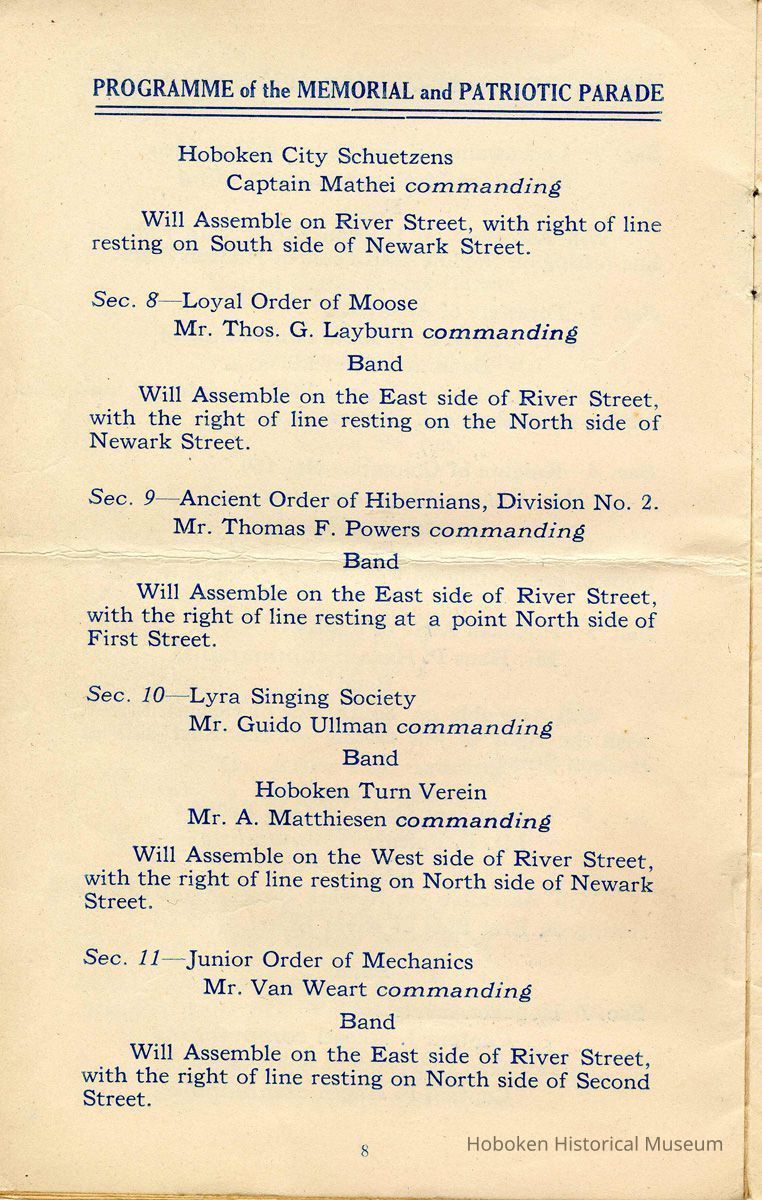 PROGRAMME of the MEMORIAL and PATRIOTIC PARADE
Hoboken City Schuetzens
Captain Mathei commanding
Will Assemble on River Street, with right of line
resting on South side of Newark Street.
Sec. 8—Loyal Order of Moose
Mr. Thos. G. Layburn commanding
Band
Will Assemble on the East side of River Street,
with the right of line resting on the North side of
Newark Street.
Sec. 9—Ancient Order of Hibernians, Division No. 2.
Mr. Thomas F. Powers commanding
Band
Will Assemble on the East side of River Street,
with the right of line resting at a point North side of
First Street.
Sec. 10—Lyra Singing Society
Mr. Guido Ullman commanding
Band
Hoboken Turn Verein
Mr. A. Matthiesen commanding
Will Assemble on the West side of River Street,
with the right of line resting on North side of Newark
Street.
Sec. 11—Junior Order of Mechanics
Mr. Van Weart commanding
Band
Will Assemble on the East side of River Street,
with the right of line resting on North side of Second
Street.
8
Hoboken Historical Museum